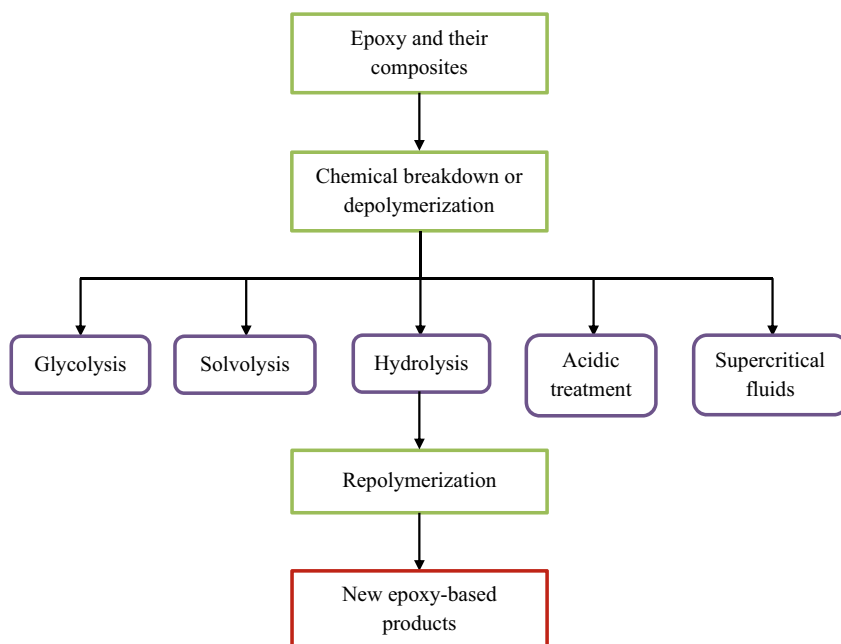 Epoxy and their
composites
Chemical breakdown or
depolymerization
Glycolysis
Solvolysis
Hydrolysis
Acidic
treatment
Supercritical
fluids
Repolymerization
New epoxy-based
products